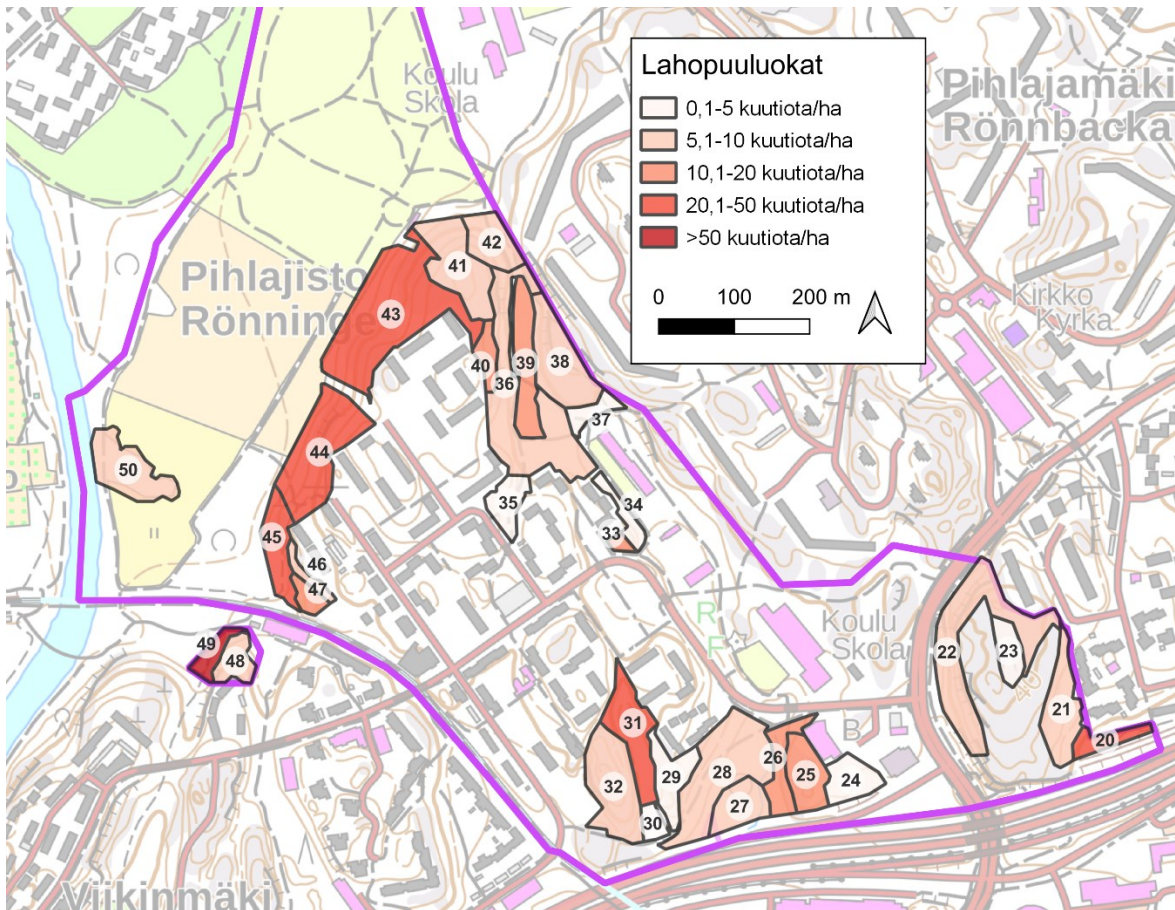 Koulu
Skola
Pihlajisto
Rönninge
Lahopuuluokat
0,1-5 kuutiota/ha
5,1-10 kuutiota/ha
10,1-20 kuutiota/ha
20,1-50 kuutiota/ha
>50 kuutiota/ha
0 100 200 m
Pihlajamäki
Rönnbacka
Kirkko
Kyrka
42
41
43
40
39
38
36
37
50
44
35
34
33
45
46
47
49
48
R
F
Koulu
Skola
22
23
21
20
B
31
32
29
28
26
25
24
27
30
Viikinmäki